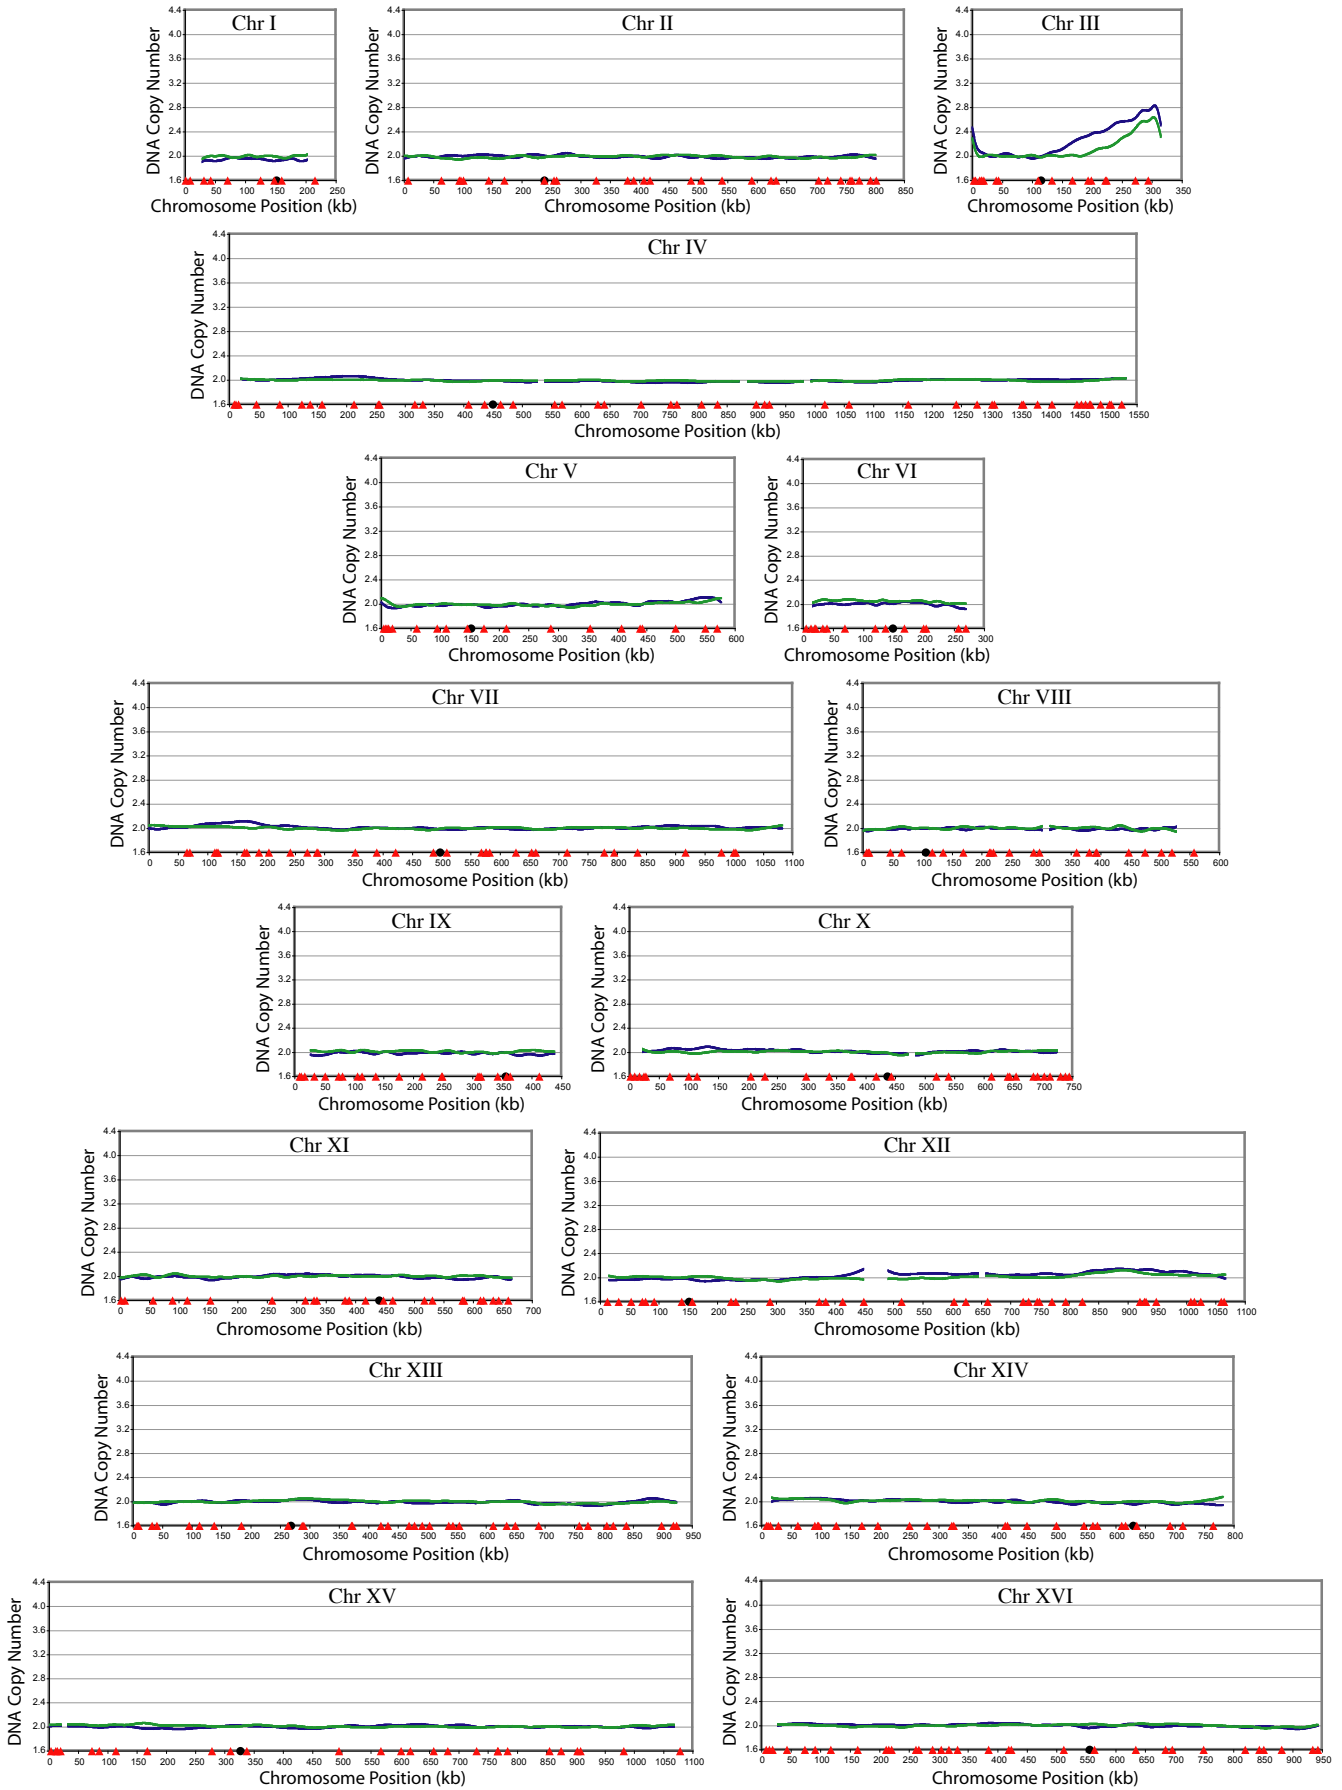 Chr I
DNA Copy Number
4.4
4.0
3.6
3.2
2.8
2.4
2.0
1.6
0 50 100 150 200 250
Chromosome Position (kb)
Chr II
DNA Copy Number
4.4
4.0
3.6
3.2
2.8
2.4
2.0
1.6
0 50 100 150 200 250 300 350 400 450 500 550 600 650 700 750 800 850
Chromosome Position (kb)
Chr III
DNA Copy Number
4.4
4.0
3.6
3.2
2.8
2.4
2.0
1.6
0 50 100 150 200 250 300 350
Chromosome Position (kb)
Chr IV
DNA Copy Number
4.4
4.0
3.6
3.2
2.8
2.4
2.0
1.6
0 50 100 150 200 250 300 350 400 450 500 550 600 650 700 750 800 850 900 950 1000 1050 1100 1150 1200 1250 1300 1350 1400 1450 1500 1550
Chromosome Position (kb)
Chr V
DNA Copy Number
4.4
4.0
3.6
3.2
2.8
2.4
2.0
1.6
0 50 100 150 200 250 300 350 400 450 500 550 600
Chromosome Position (kb)
Chr VI
DNA Copy Number
4.4
4.0
3.6
3.2
2.8
2.4
2.0
1.6
0 50 100 150 200 250 300
Chromosome Position (kb)
Chr VII
DNA Copy Number
4.4
4.0
3.6
3.2
2.8
2.4
2.0
1.6
0 50 100 150 200 250 300 350 400 450 500 550 600 650 700 750 800 850 900 950 1000 1050 1100
Chromosome Position (kb)
Chr VIII
DNA Copy Number
4.4
4.0
3.6
3.2
2.8
2.4
2.0
1.6
0 50 100 150 200 250 300 350 400 450 500 550 600
Chromosome Position (kb)
Chr IX
DNA Copy Number
4.4
4.0
3.6
3.2
2.8
2.4
2.0
1.6
0 50 100 150 200 250 300 350 400 450
Chromosome Position (kb)
Chr X
DNA Copy Number
4.4
4.0
3.6
3.2
2.8
2.4
2.0
1.6
0 50 100 150 200 250 300 350 400 450 500 550 600 650 700 750
Chromosome Position (kb)
Chr XI
DNA Copy Number
4.4
4.0
3.6
3.2
2.8
2.4
2.0
1.6
0 50 100 150 200 250 300 350 400 450 500 550 600 650 700
Chromosome Position (kb)
Chr XII
DNA Copy Number
4.4
4.0
3.6
3.2
2.8
2.4
2.0
1.6
0 50 100 150 200 250 300 350 400 450 500 550 600 650 700 750 800 850 900 950 1000 1050 1100
Chromosome Position (kb)
Chr XIII
DNA Copy Number
4.4
4.0
3.6
3.2
2.8
2.4
2.0
1.6
0 50 100 150 200 250 300 350 400 450 500 550 600 650 700 750 800 850 900 950
Chromosome Position (kb)
Chr XIV
DNA Copy Number
4.4
4.0
3.6
3.2
2.8
2.4
2.0
1.6
0 50 100 150 200 250 300 350 400 450 500 550 600 650 700 750 800
Chromosome Position (kb)
Chr XV
DNA Copy Number
4.4
4.0
3.6
3.2
2.8
2.4
2.0
1.6
0 50 100 150 200 250 300 350 400 450 500 550 600 650 700 750 800 850 900 950 1000 1050 1100
Chromosome Position (kb)
Chr XVI
DNA Copy Number
4.4
4.0
3.6
3.2
2.8
2.4
2.0
1.6
0 50 100 150 200 250 300 350 400 450 500 550 600 650 700 750 800 850 900 950
Chromosome Position (kb)